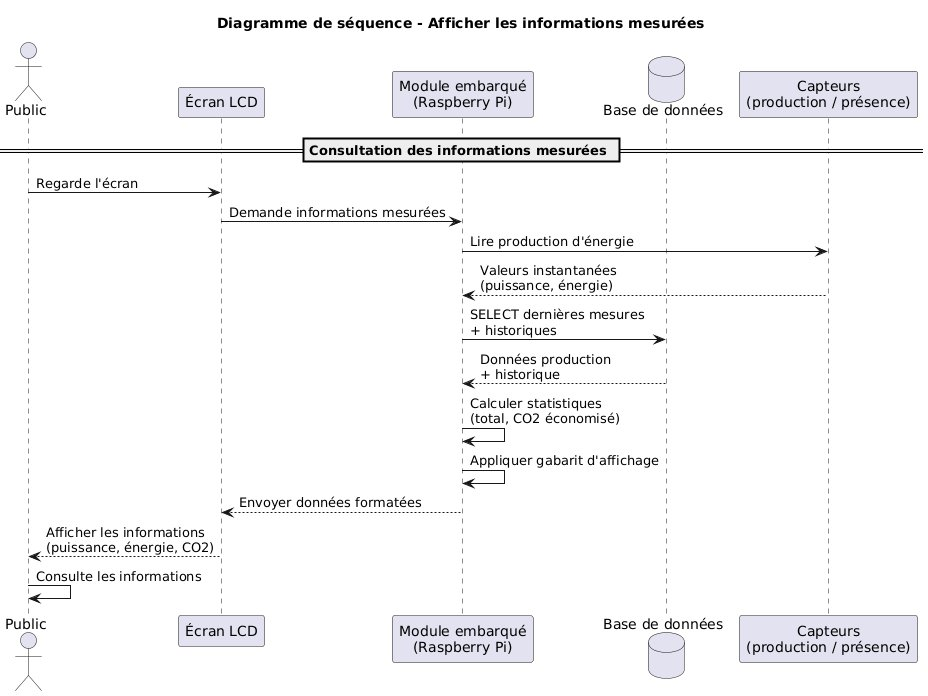 Diagramme de séquence - Afficher les informations mesurées
Public
Écran LCD
Module embarqué
(Raspberry Pi)
Base de données
Capteurs
(production / présence)
Consultation des informations mesurées
Regarde l'écran
Demande informations mesurées
Lire production d'énergie
Valeurs instantanées
(puissance, énergie)
SELECT dernières mesures
+ historiques
Données production
+ historique
Calculer statistiques
(total, CO2 économisé)
Appliquer gabarit d'affichage
Envoyer données formatées
Afficher les informations
(puissance, énergie, CO2)
Consulte les informations
Public
Écran LCD
Module embarqué
(Raspberry Pi)
Base de données
Capteurs
(production / présence)